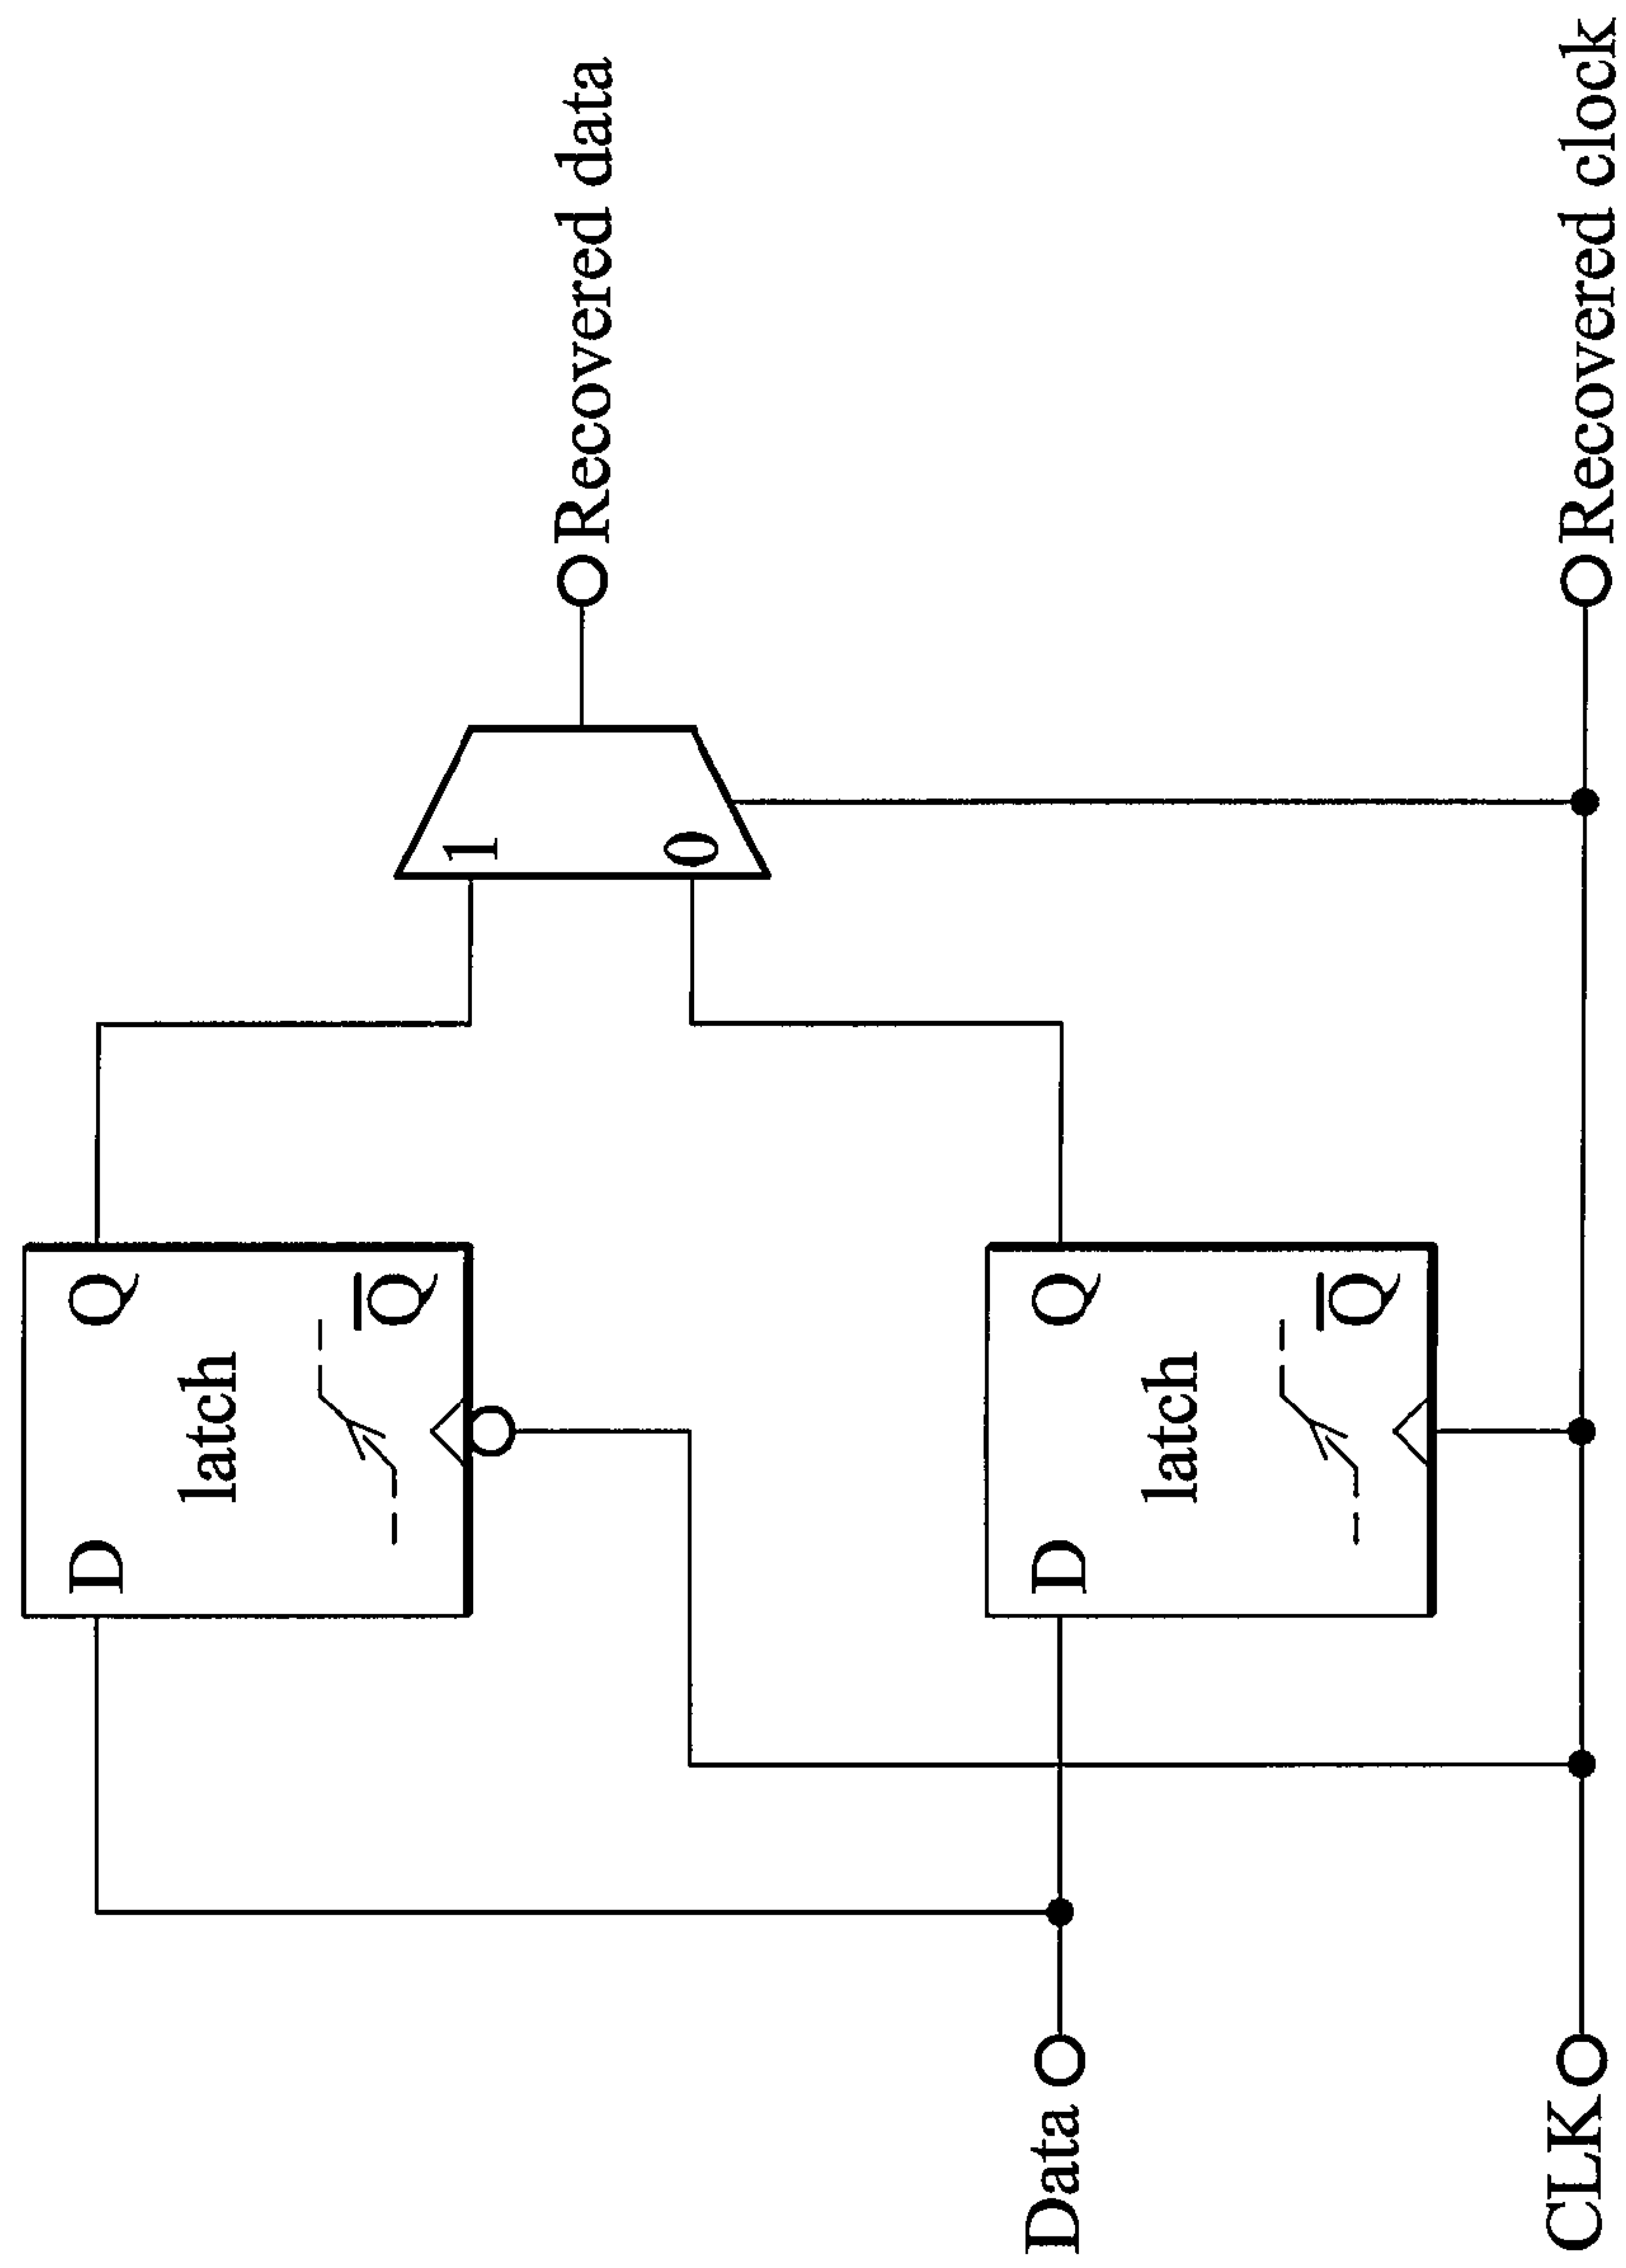 D
Q
latch
Q
1
0
Recovered data
D
Q
latch
Q
Data
CLK
Recovered clock